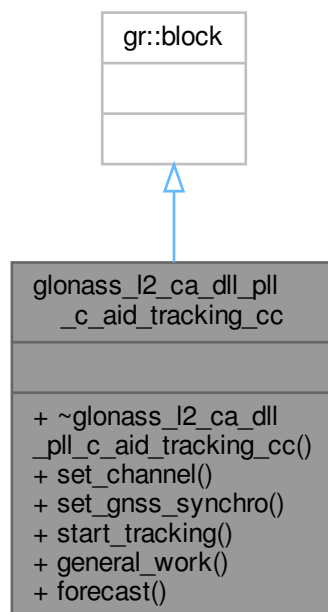 gr::block
glonass_l2_ca_dll_pll
_c_aid_tracking_cc
+ ~glonass_l2_ca_dll
_pll_c_aid_tracking_cc()
+ set_channel()
+ set_gnss_synchro()
+ start_tracking()
+ general_work()
+ forecast()